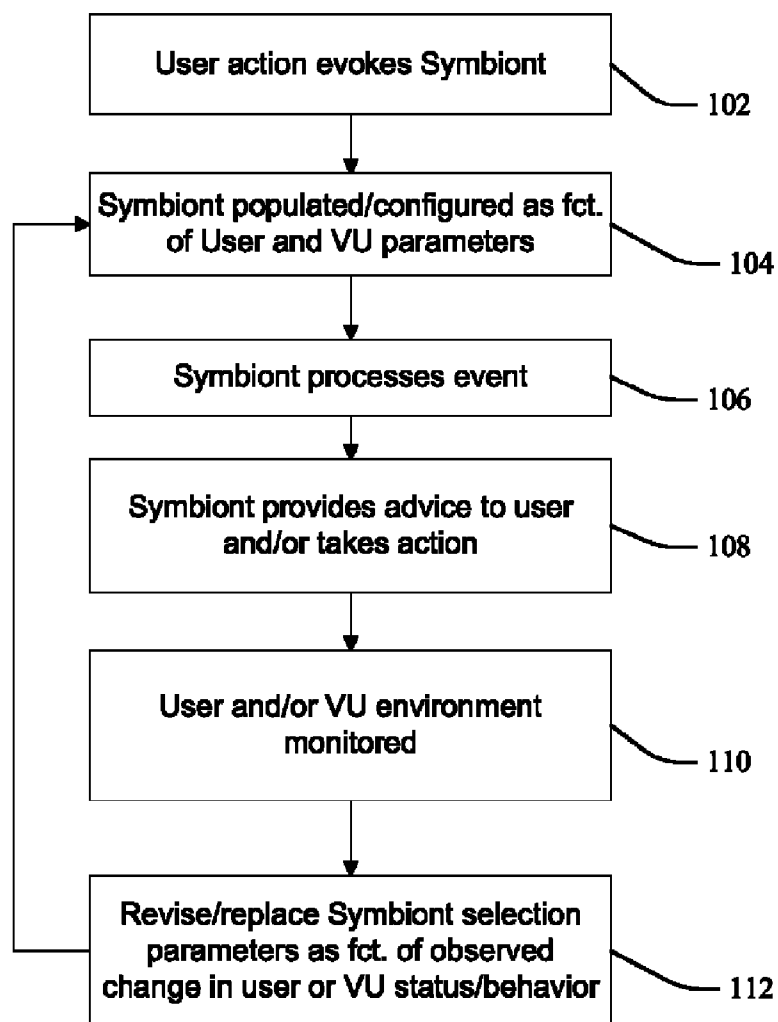 User action evokes Symbiont
102
Symbiont populated/configured as fct.
of User and VU parameters
104
Symbiont processes event
106
Symbiont provides advice to user
and/or takes action
108
User and/or VU environment
monitored
110
Revise/replace Symbiont selection
parameters as fct. of observed
change in user or VU status/behavior
112